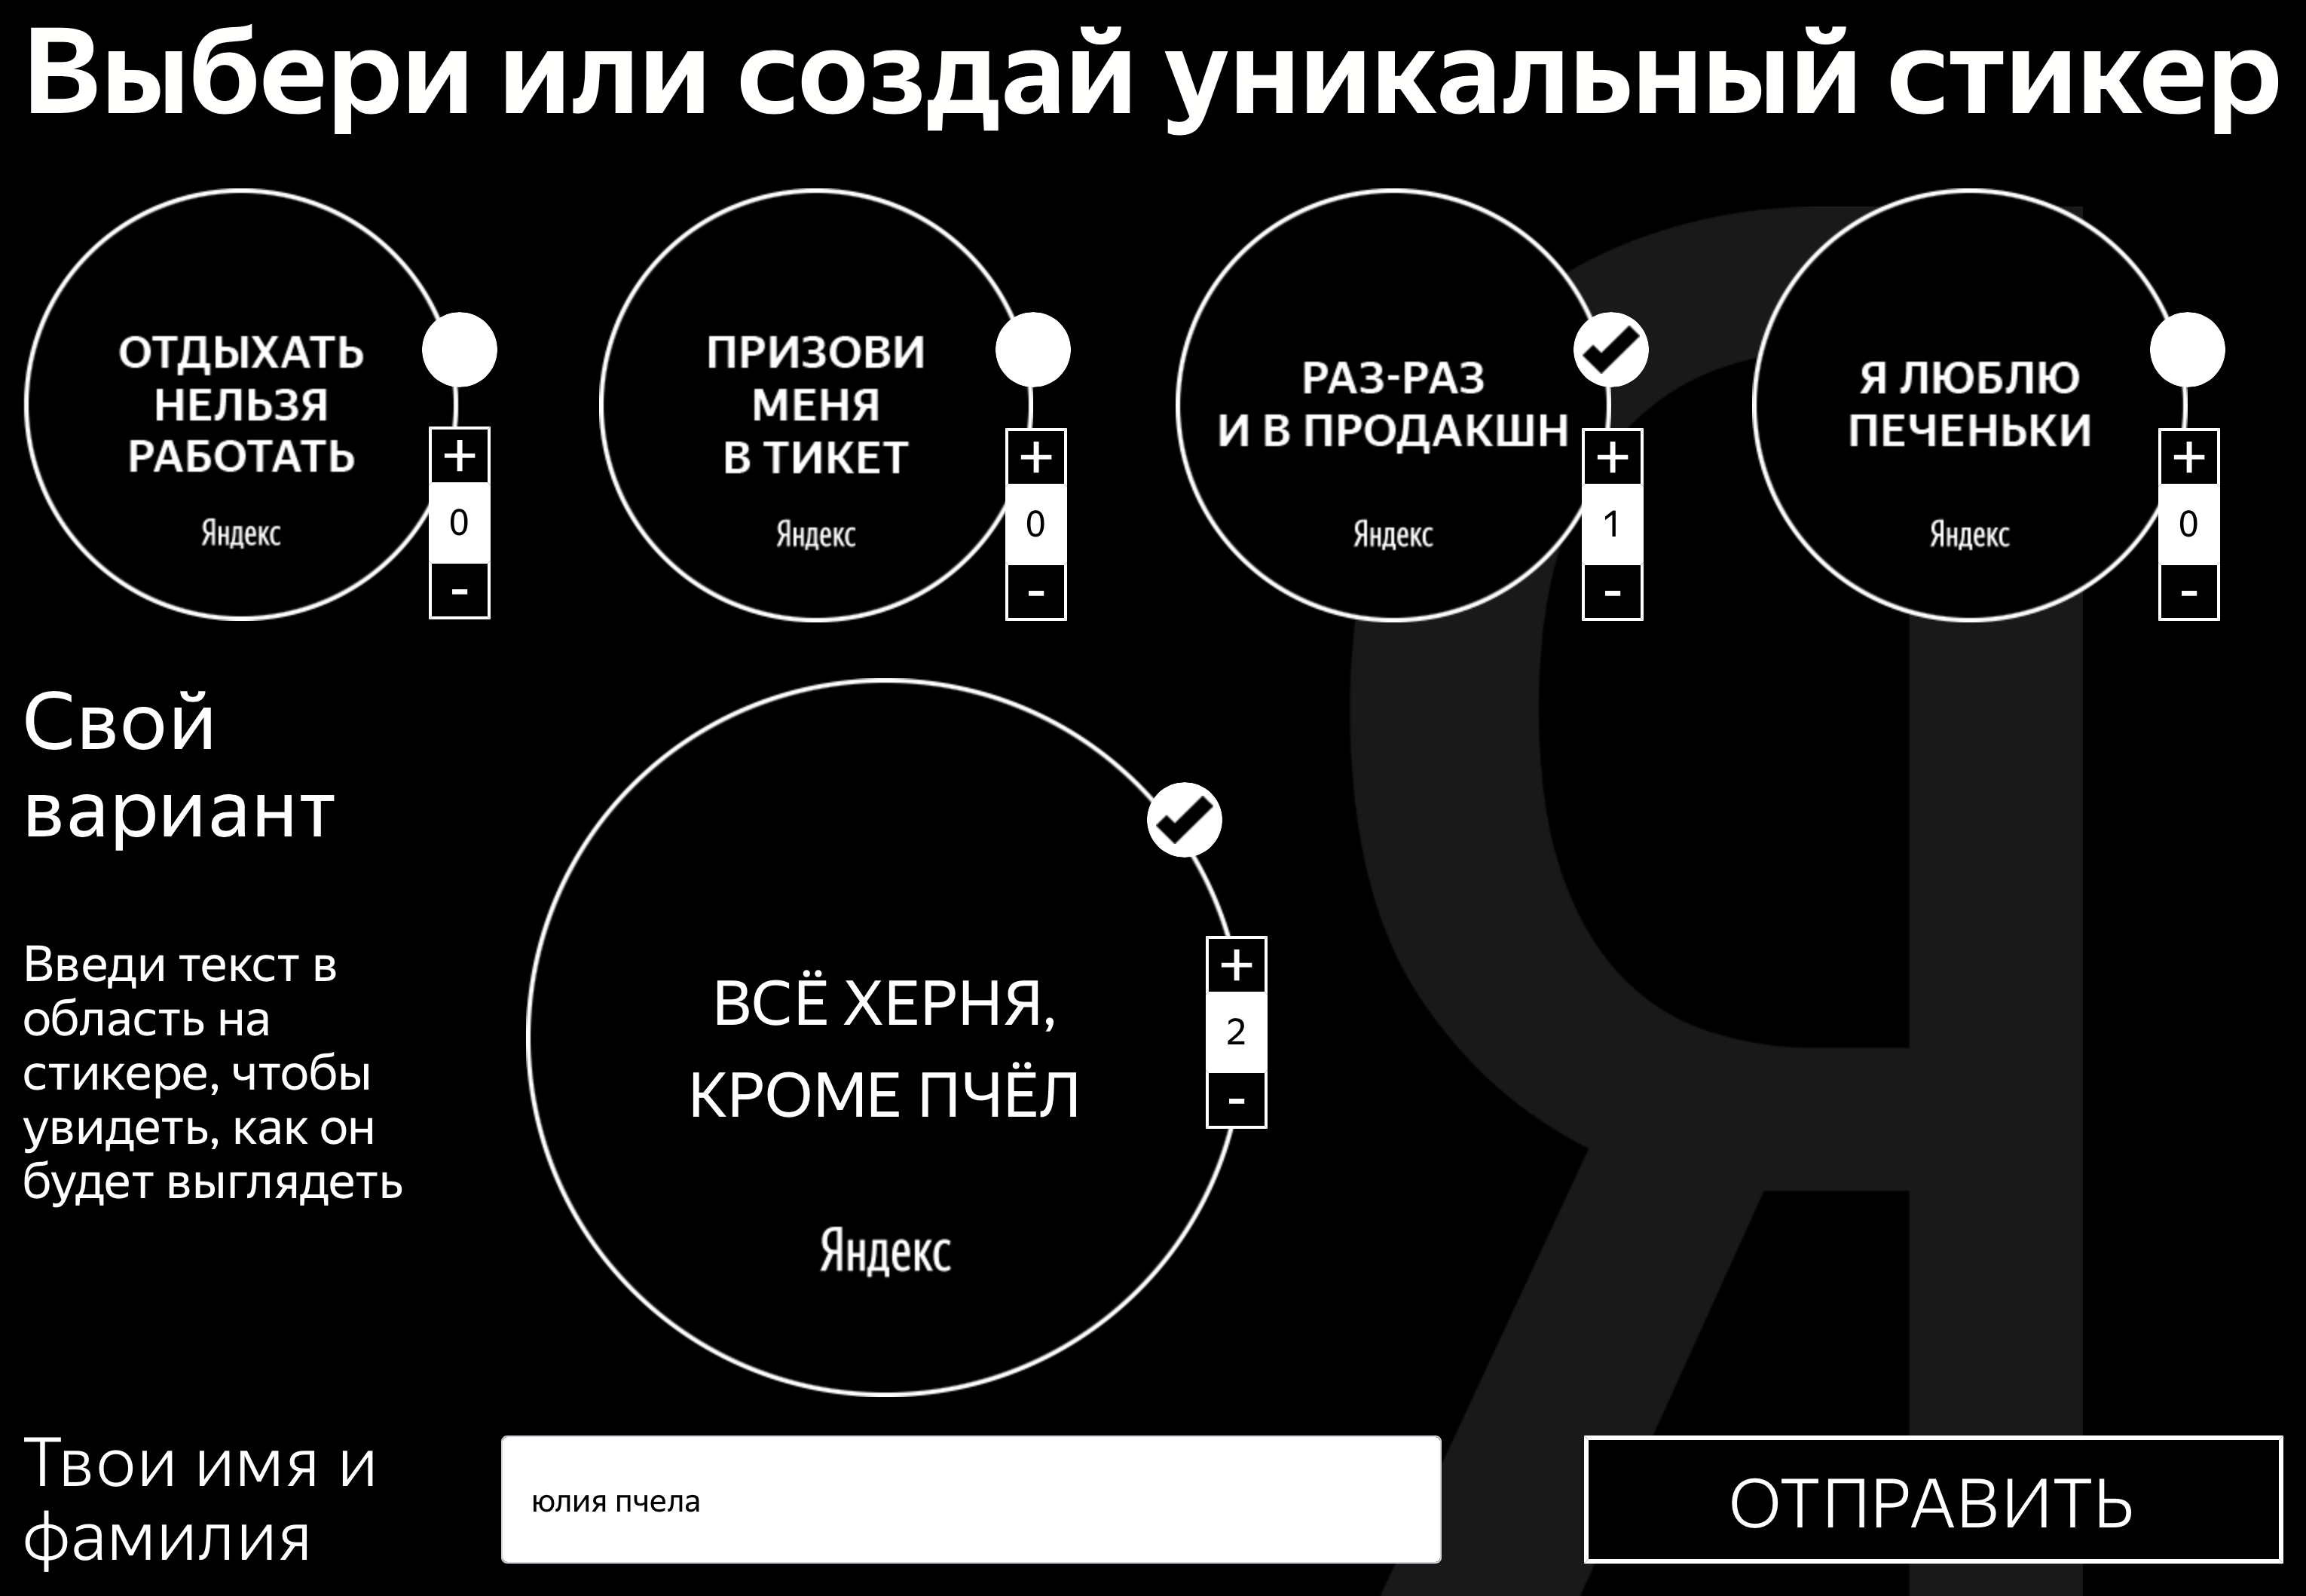 Выбери или создай уникальный стикер
ОТДЫХАТЬ
НЕЛЬЗЯ
РАБОТАТЬ
Яндекс
+
0
-
ПРИЗОВИ
МЕНЯ
В ТИКЕТ
Яндекс
+
0
-
РАЗ-РАЗ
И В ПРОДАКШН
Яндекс
+
1
-
Я ЛЮБЛЮ
ПЕЧЕНЬКИ
Яндекс
+
0
-
Свой
вариант
Введи текст в
область на
стикере, чтобы
увидеть, как он
будет выглядеть
ВСЁ ХЕРНЯ,
КРОМЕ ПЧЁЛ
Яндекс
+
2
-
Я
Твои имя и
фамилия
юлия пчела
ОТПРАВИТЬ